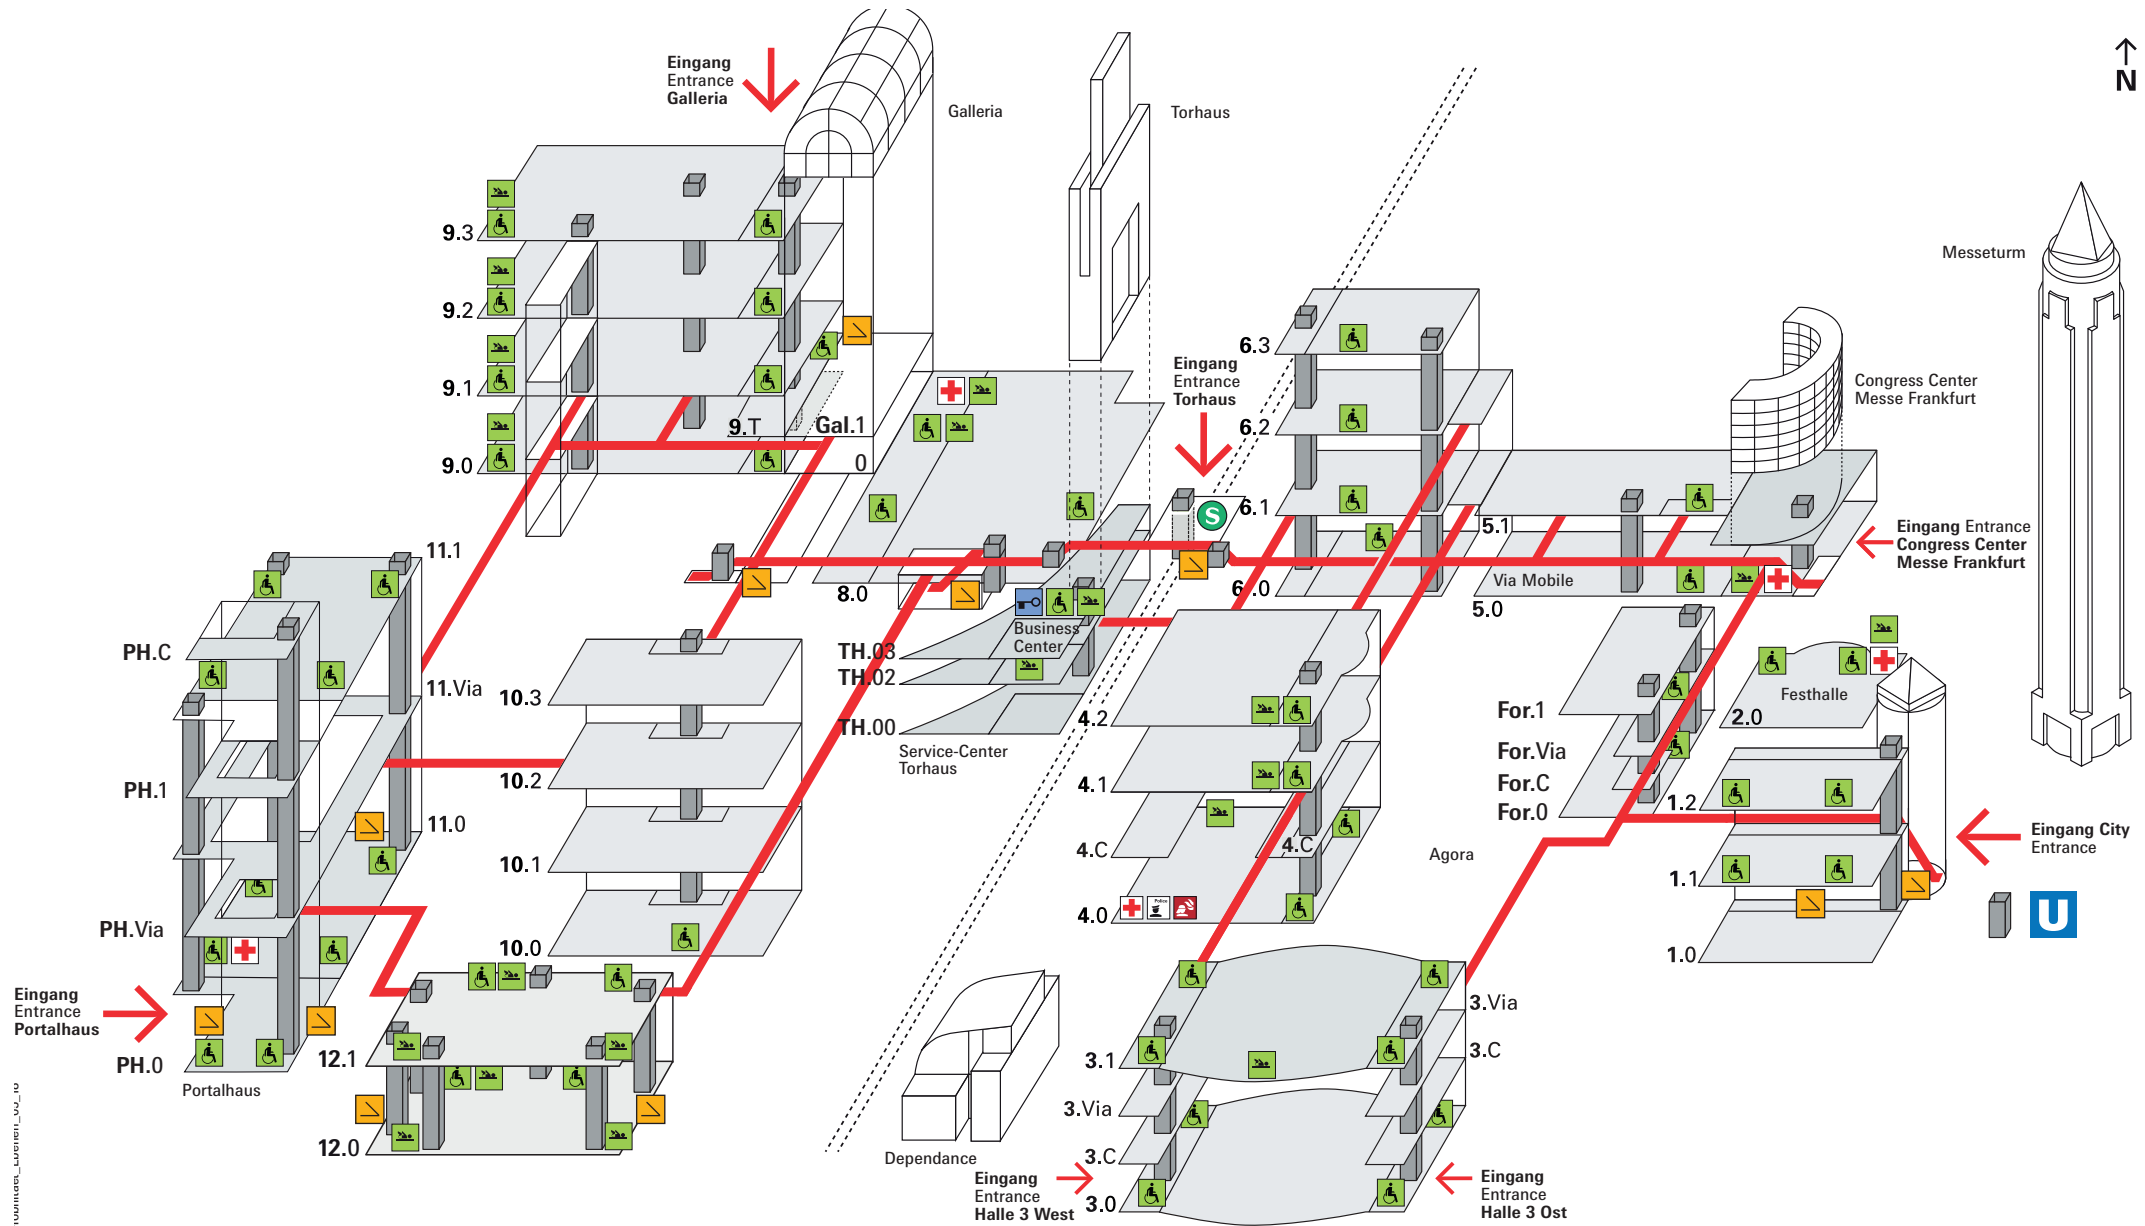 N
Eingang
Entrance
Galleria
Galleria
Torhaus
Messeturm
9.3
9.2
9.1
9.0
9.T
Gal.1
0
Eingang
Entrance
Torhaus
S
6.3
6.2
6.1
6.0
Congress Center
Messe Frankfurt
5.1
Via Mobile
5.0
Eingang Entrance
Congress Center
Messe Frankfurt
11.1
11.Via
11.0
PH.C
PH.1
PH.Via
PH.0
Eingang
Entrance
Portalhaus
Portalhaus
10.3
10.2
10.1
10.0
8.0
Business
Center
TH.03
TH.02
TH.00
Service-Center
Torhaus
4.2
4.1
4.C
4.C
4.0
Police
Agora
For.1
For.Via
For.C
For.0
Festhalle
2.0
1.2
1.1
1.0
Eingang City
Entrance
U
12.1
12.0
Dependance
3.1
3.Via
3.C
3.0
3.Via
3.C
Eingang
Entrance
Halle 3 West
Eingang
Entrance
Halle 3 Ost